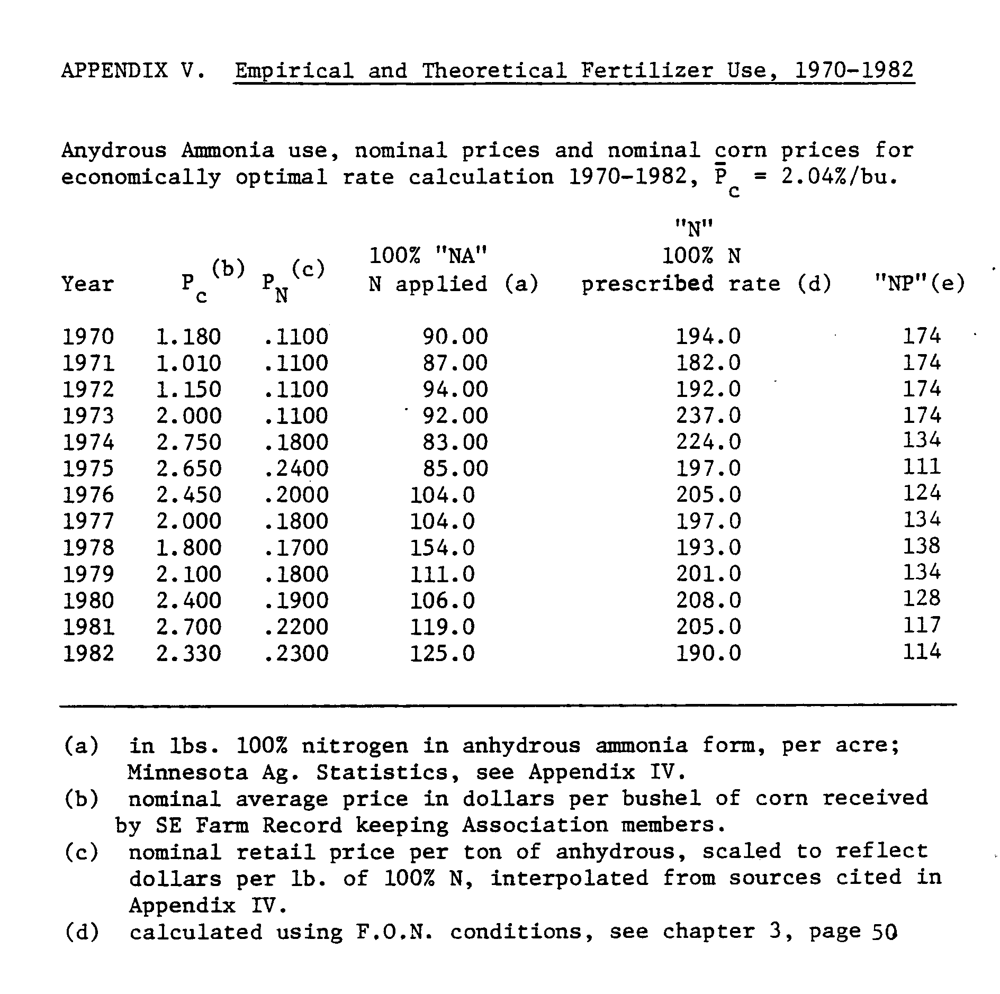 APPENDIX V. Empirical and Theoretical Fertilizer Use, 1970-1982
Anydrous Ammonia use, nominal prices and nominal corn prices for
economically optimal rate calculation 1970-1982, P̄c = 2.04%/bu.
"N"
100% "NA" 100% N
Year Pc (b) PN (c) N applied (a) prescribed rate (d) "NP"(e)
1970 1.180 .1100 90.00 194.0 174
1971 1.010 .1100 87.00 182.0 174
1972 1.150 .1100 94.00 192.0 174
1973 2.000 .1100 92.00 237.0 174
1974 2.750 .1800 83.00 224.0 134
1975 2.650 .2400 85.00 197.0 111
1976 2.450 .2000 104.0 205.0 124
1977 2.000 .1800 104.0 197.0 134
1978 1.800 .1700 154.0 193.0 138
1979 2.100 .1800 111.0 201.0 134
1980 2.400 .1900 106.0 208.0 128
1981 2.700 .2200 119.0 205.0 117
1982 2.330 .2300 125.0 190.0 114
(a) in lbs. 100% nitrogen in anhydrous ammonia form, per acre;
Minnesota Ag. Statistics, see Appendix IV.
(b) nominal average price in dollars per bushel of corn received
by SE Farm Record keeping Association members.
(c) nominal retail price per ton of anhydrous, scaled to reflect
dollars per lb. of 100% N, interpolated from sources cited in
Appendix IV.
(d) calculated using F.O.N. conditions, see chapter 3, page 50